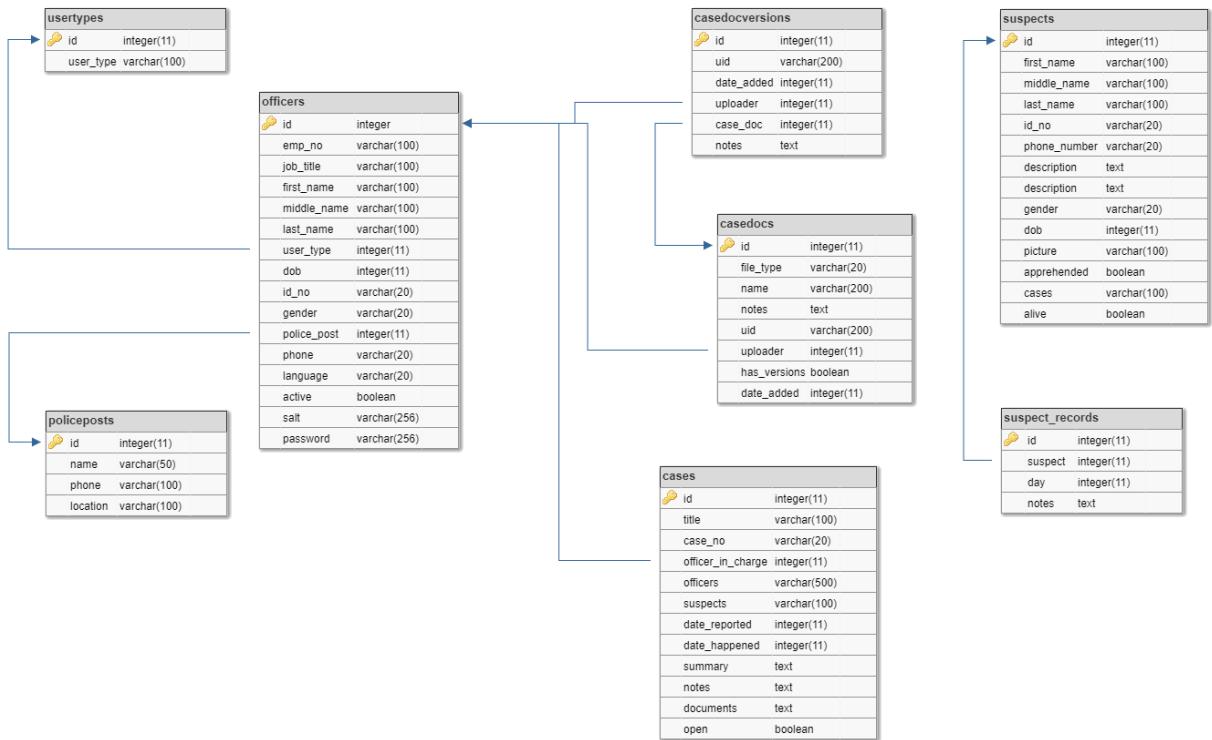 usertypes
id integer(11)
user_type varchar(100)
officers
id integer
emp_no varchar(100)
job_title varchar(100)
first_name varchar(100)
middle_name varchar(100)
last_name varchar(100)
user_type integer(11)
dob integer(11)
id_no varchar(20)
gender varchar(20)
police_post integer(11)
phone varchar(20)
language varchar(20)
active boolean
salt varchar(256)
password varchar(256)
policeposts
id integer(11)
name varchar(50)
phone varchar(100)
location varchar(100)
casedocversions
id integer(11)
uid varchar(200)
date_added integer(11)
uploader integer(11)
case_doc integer(11)
notes text
casedocs
id integer(11)
file_type varchar(20)
name varchar(200)
notes text
uid varchar(200)
uploader integer(11)
has_versions boolean
date_added integer(11)
cases
id integer(11)
title varchar(100)
case_no varchar(20)
officer_in_charge integer(11)
officers varchar(500)
suspects varchar(100)
date_reported integer(11)
date_happened integer(11)
summary text
notes text
documents text
open boolean
suspects
id integer(11)
first_name varchar(100)
middle_name varchar(100)
last_name varchar(100)
id_no varchar(20)
phone_number varchar(20)
description text
description text
gender varchar(20)
dob integer(11)
picture varchar(100)
apprehended boolean
cases varchar(100)
alive boolean
suspect_records
id integer(11)
suspect integer(11)
day integer(11)
notes text